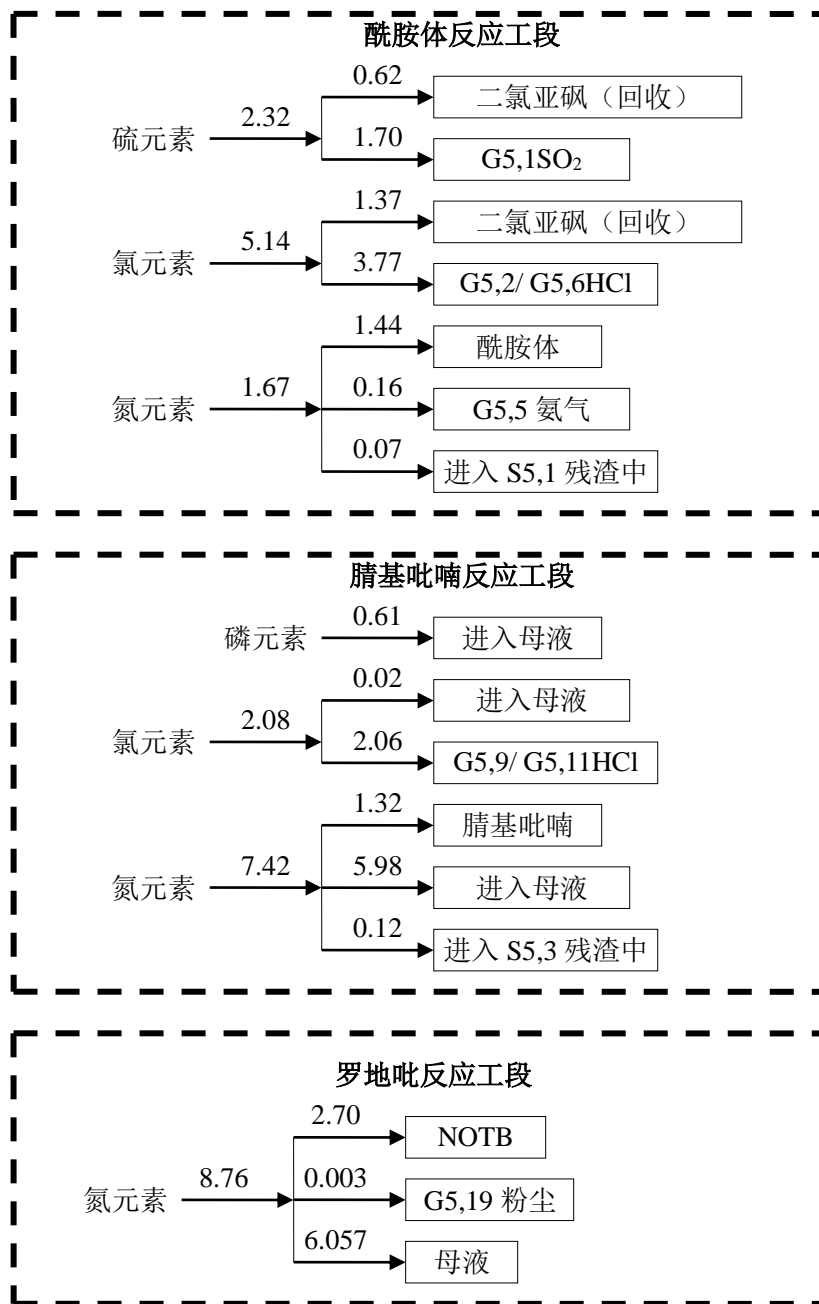 酰胺体反应工段
0.62
二氯亚砜（回收）
硫元素
2.32
1.70
G5,1SO₂
1.37
二氯亚砜（回收）
氯元素
5.14
3.77
G5,2/ G5,6HCl
1.44
酰胺体
氮元素
1.67
0.16
G5,5 氨气
0.07
进入 S5,1 残渣中
腈基吡喃反应工段
磷元素
0.61
进入母液
0.02
进入母液
氯元素
2.08
2.06
G5,9/ G5,11HCl
1.32
腈基吡喃
氮元素
7.42
5.98
进入母液
0.12
进入 S5,3 残渣中
罗地吡反应工段
2.70
NOTB
氮元素
8.76
0.003
G5,19 粉尘
6.057
母液